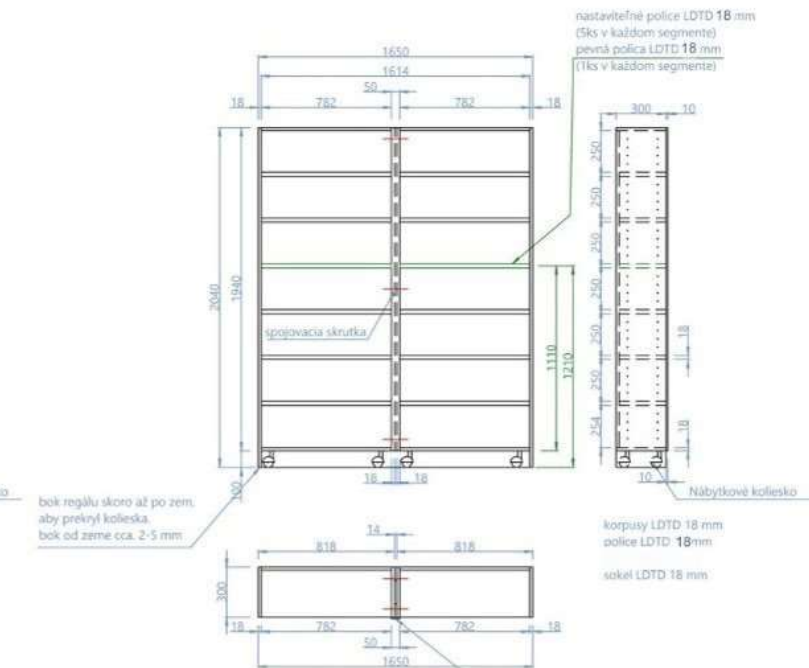 nastaviteľné police LDTD 18 mm
(5ks v každom segmente)
pevná polica LDTD 18 mm
(1ks v každom segmente)
1650
1614
50
18 782 782 18
300 10
250
250
250
250
250
250
254
2040
1940
spojovacia skrutka
1110
1210
18
18
100
18 18
10
bok regálu skoro až po zem,
aby prekryl kolieska.
bok od zeme cca. 2-5 mm
Nábytkové koliesko
korpusy LDTD 18 mm
police LDTD 18mm
sokel LDTD 18 mm
14
818 818
300
18 782 782 18
50
1650